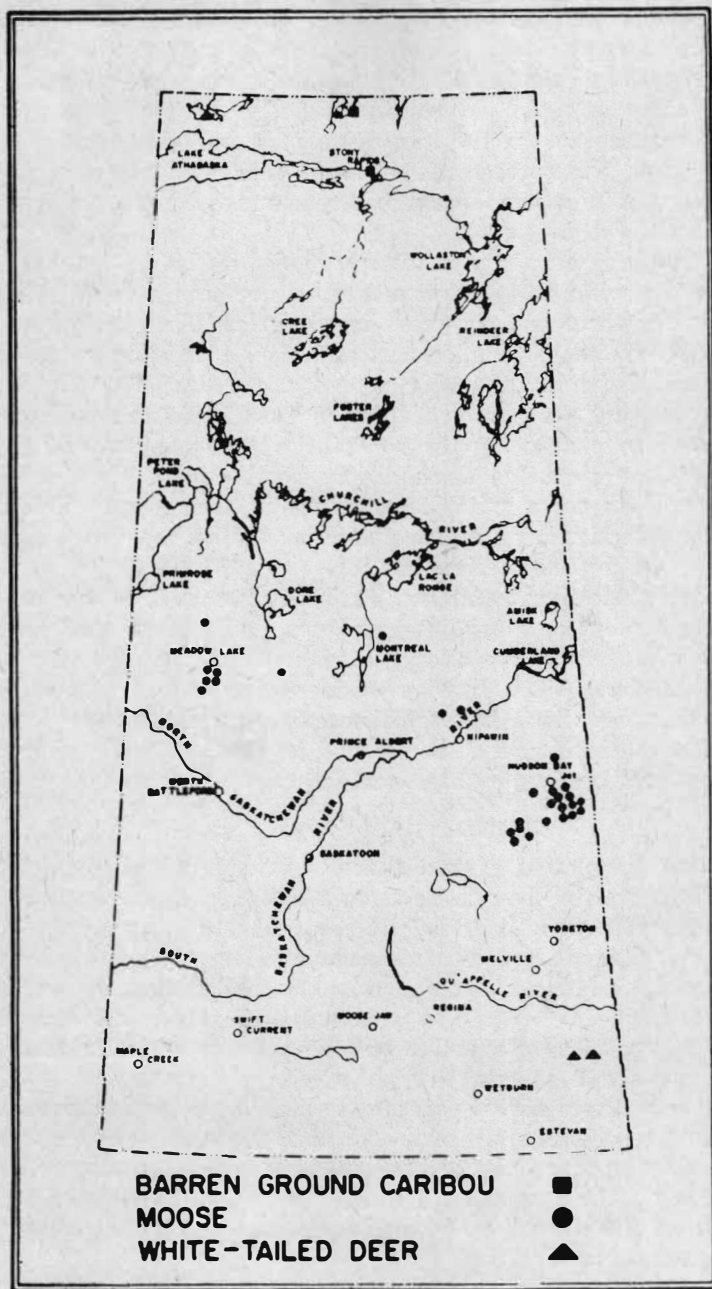 LAKE
ATHABASKA
STONY
RAPIDS
WOLLASTON
LAKE
CREE
LAKE
REINDEER
LAKE
FOSTER
LAKES
PETER
POND
LAKE
CHURCHILL
RIVER
PRIMROSE
LAKE
DORE
LAKE
LAC LA
RONGE
AMISK
LAKE
MEADOW LAKE
MONTREAL
LAKE
CUMBERLAND
LAKE
NORTH
RIVER
NIPAWIN
PRINCE ALBERT
HUDSON BAY
JCT
NORTH
BATTLEFORD
SASKATCHEWAN
RIVER
SASKATOON
SASKATCHEWAN
SOUTH
YORKTON
MELVILLE
QU'APPELLE RIVER
SWIFT
CURRENT
MOOSE JAW
REGINA
MAPLE
CREEK
WEYBURN
ESTEVAN
BARREN GROUND CARIBOU
MOOSE
WHITE-TAILED DEER